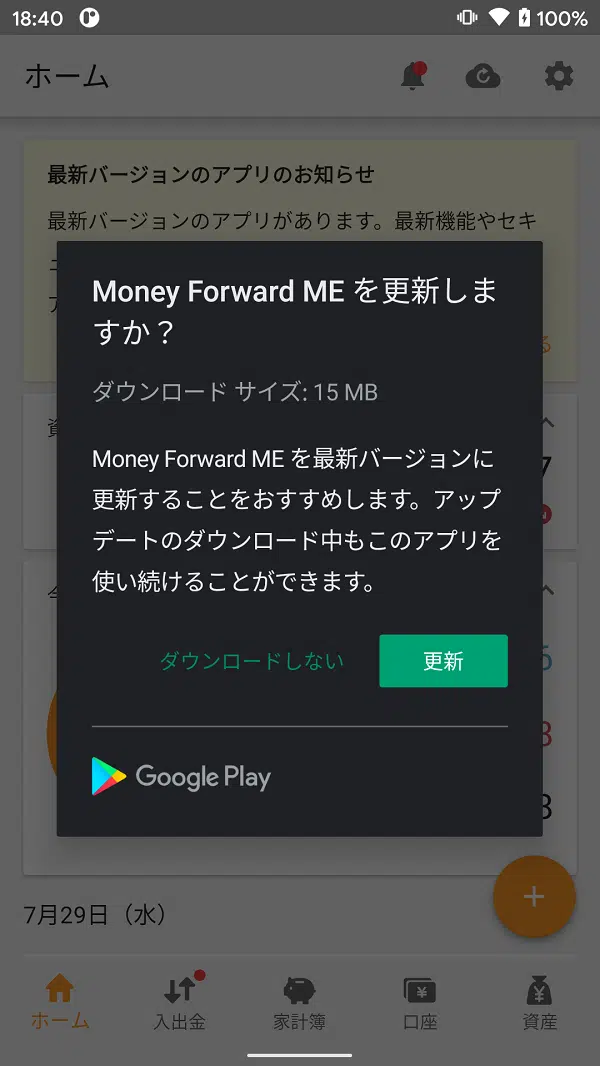 18:40
100%
ホーム
最新バージョンのアプリのお知らせ
最新バージョンのアプリがあります。最新機能やセキ
Money Forward ME を更新しま
すか？
ダウンロード サイズ: 15 MB
Money Forward ME を最新バージョンに
更新することをおすすめします。アップ
デートのダウンロード中もこのアプリを
使い続けることができます。
ダウンロードしない
更新
Google Play
7月29日（水）
ホーム
入出金
家計簿
口座
資産